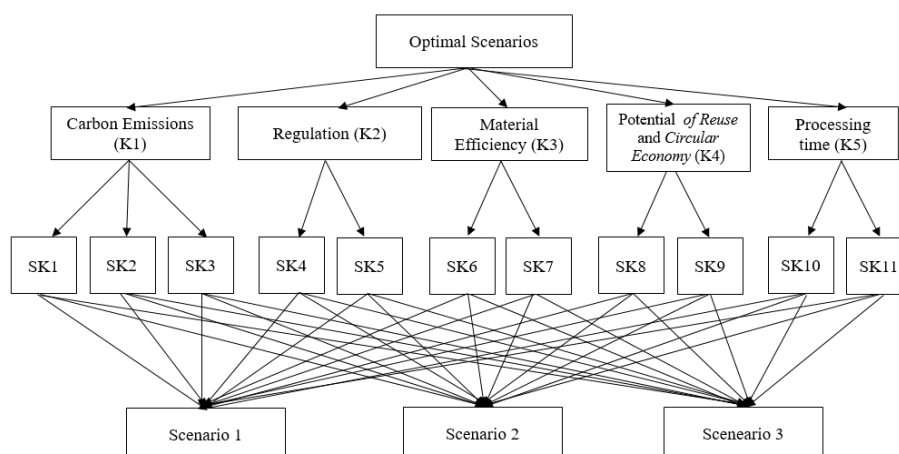 Optimal Scenarios
Carbon Emissions
(K1)
Regulation (K2)
Material
Efficiency (K3)
Potential of Reuse
and Circular
Economy (K4)
Processing
time (K5)
SK1
SK2
SK3
SK4
SK5
SK6
SK7
SK8
SK9
SK10
SK11
Scenario 1
Scenario 2
Sceneario 3